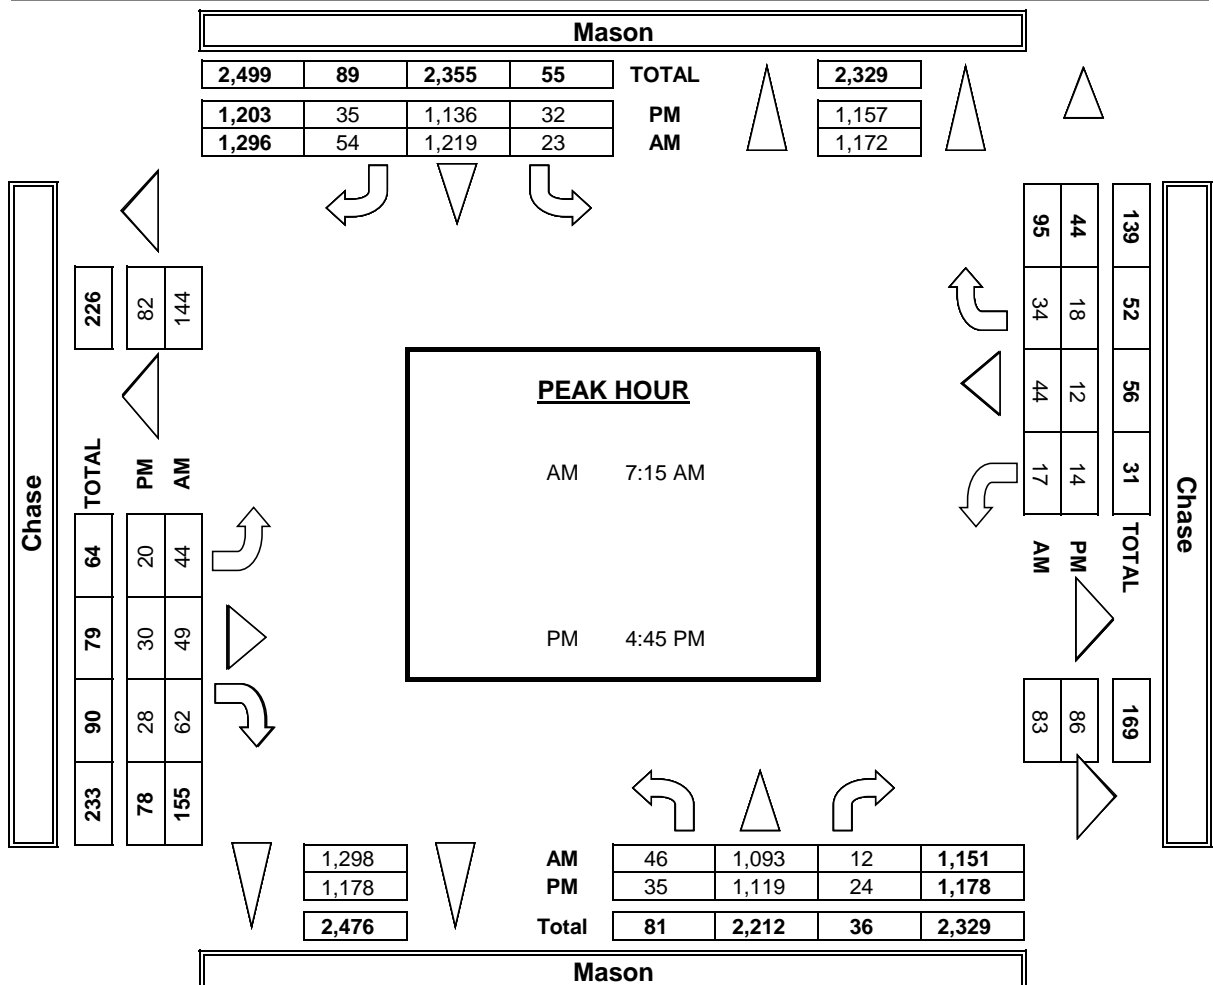 Mason
2,499 89 2,355 55 TOTAL 2,329
1,203 35 1,136 32 PM 1,157
1,296 54 1,219 23 AM 1,172
Chase
226 82 144
TOTAL PM AM
64 20 44
79 30 49
90 28 62
233 78 155
PEAK HOUR
AM 7:15 AM
PM 4:45 PM
95 44 139
34 18 52
44 12 56
17 14 31
AM PM TOTAL
83 86 169
Chase
1,298 AM 46 1,093 12 1,151
1,178 PM 35 1,119 24 1,178
2,476 Total 81 2,212 36 2,329
Mason